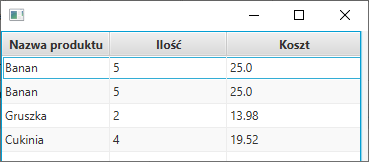 Nazwa produktu Ilość Koszt
Banan 5 25.0
Banan 5 25.0
Gruszka 2 13.98
Cukinia 4 19.52